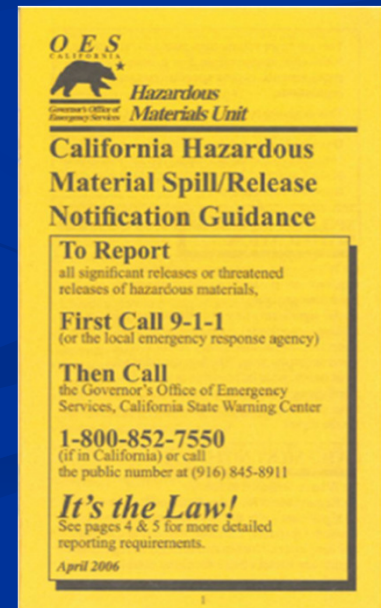 O E S
CALIFORNIA
Governor's Office of
Emergency Services
Hazardous
Materials Unit
California Hazardous
Material Spill/Release
Notification Guidance
To Report
all significant releases or threatened
releases of hazardous materials,
First Call 9-1-1
(or the local emergency response agency)
Then Call
the Governor's Office of Emergency
Services, California State Warning Center
1-800-852-7550
(if in California) or call
the public number at (916) 845-8911
It's the Law!
See pages 4 & 5 for more detailed
reporting requirements.
April 2006
1